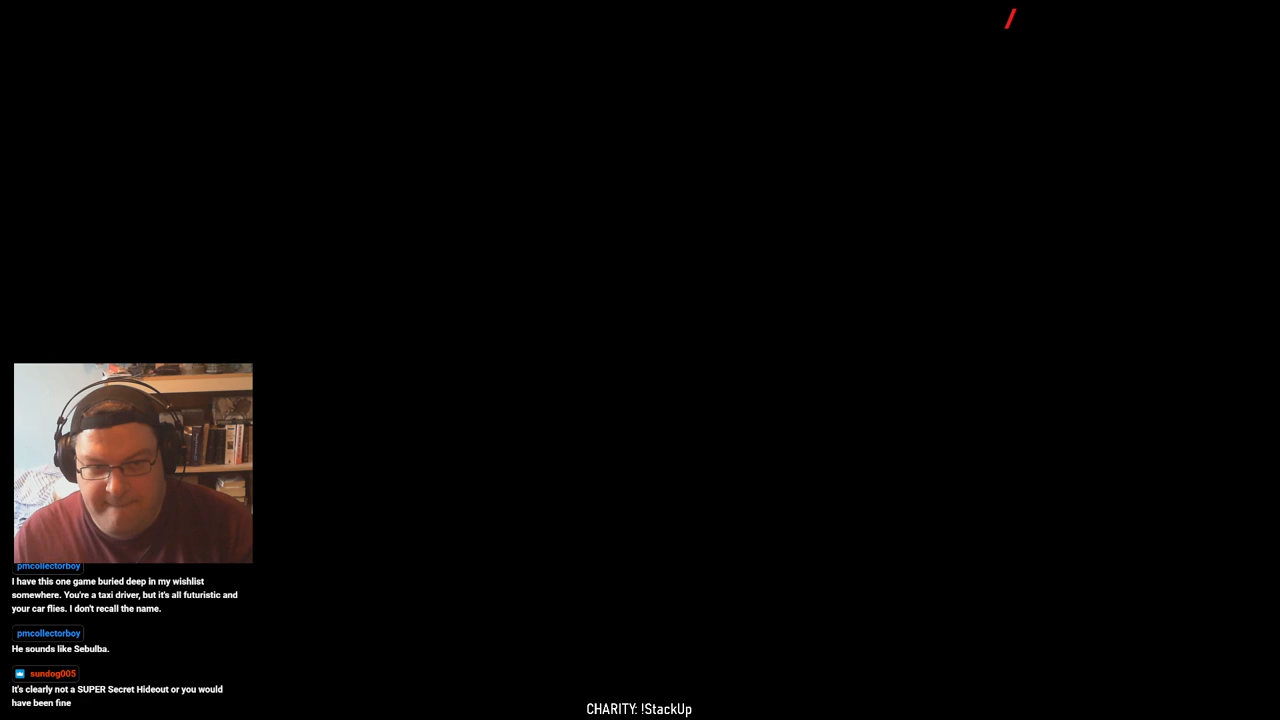 /
pmcollectorboy
I have this one game buried deep in my wishlist
somewhere. You're a taxi driver, but it's all futuristic and
your car flies. I don't recall the name.
pmcollectorboy
He sounds like Sebulba.
sundog005
It's clearly not a SUPER Secret Hideout or you would
have been fine
CHARITY: !StackUp